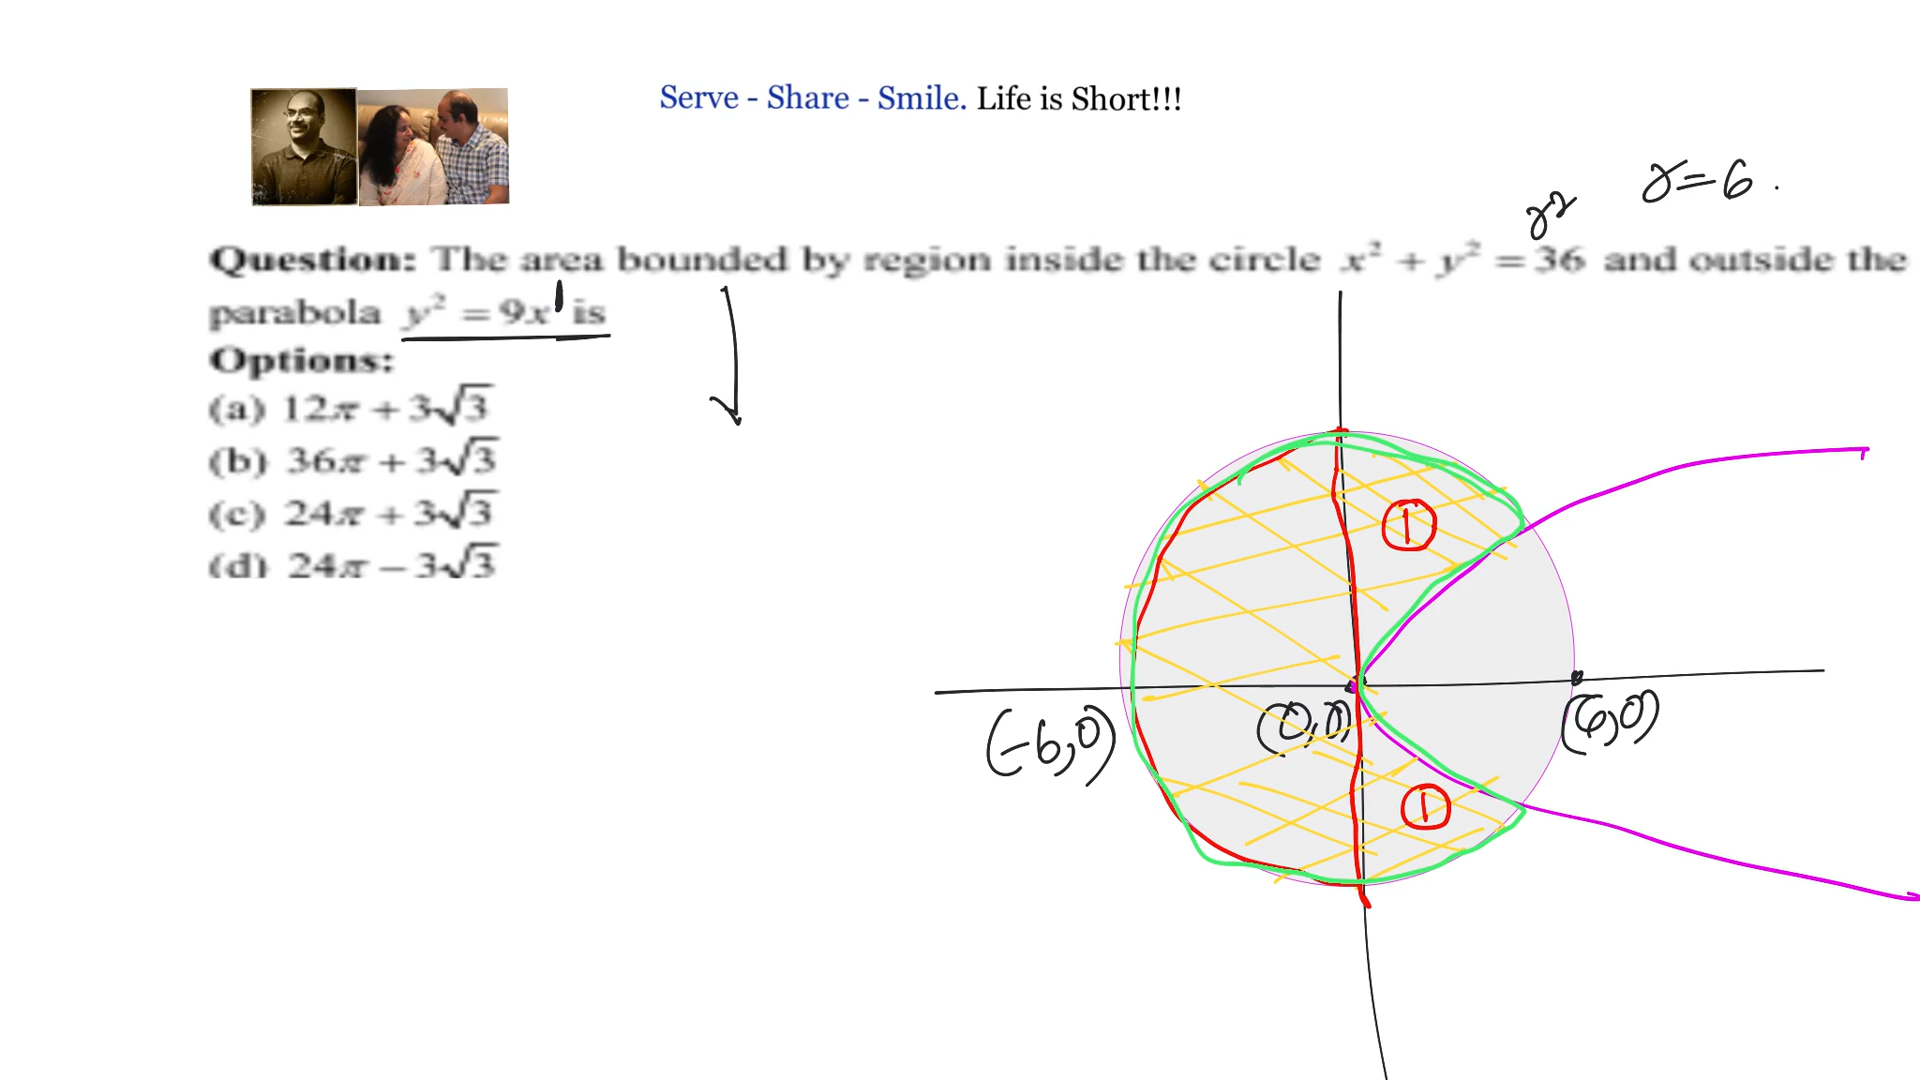 Serve - Share - Smile. Life is Short!!!
r² r=6.
Question: The area bounded by region inside the circle x² + y² = 36 and outside the
parabola y² = 9x is
Options:
(a) 12π + 3√3
(b) 36π + 3√3
(c) 24π + 3√3
(d) 24π − 3√3
①
(-6,0) (0,0) (6,0)
①